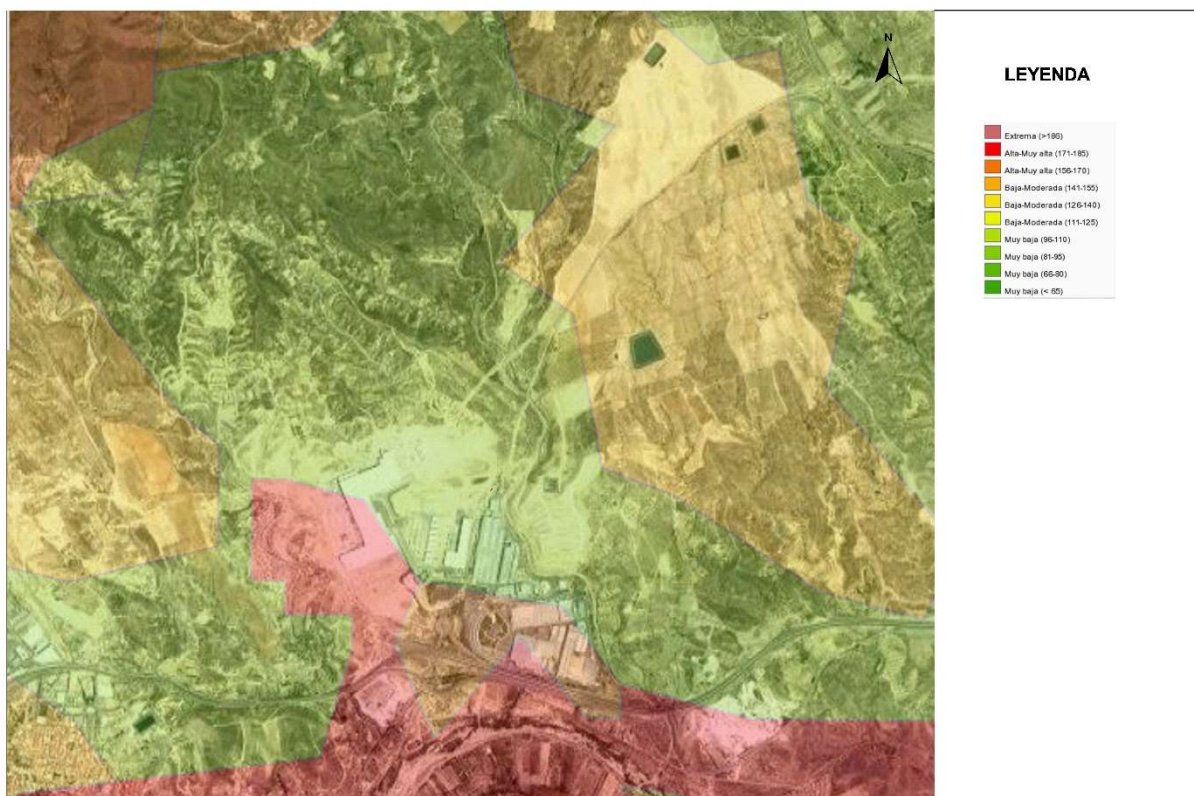 N
LEYENDA
Extrema (>186)
Alta-Muy alta (171-185)
Alta-Muy alta (156-170)
Baja-Moderada (141-155)
Baja-Moderada (126-140)
Baja-Moderada (111-125)
Muy baja (96-110)
Muy baja (81-95)
Muy baja (66-80)
Muy baja (< 65)